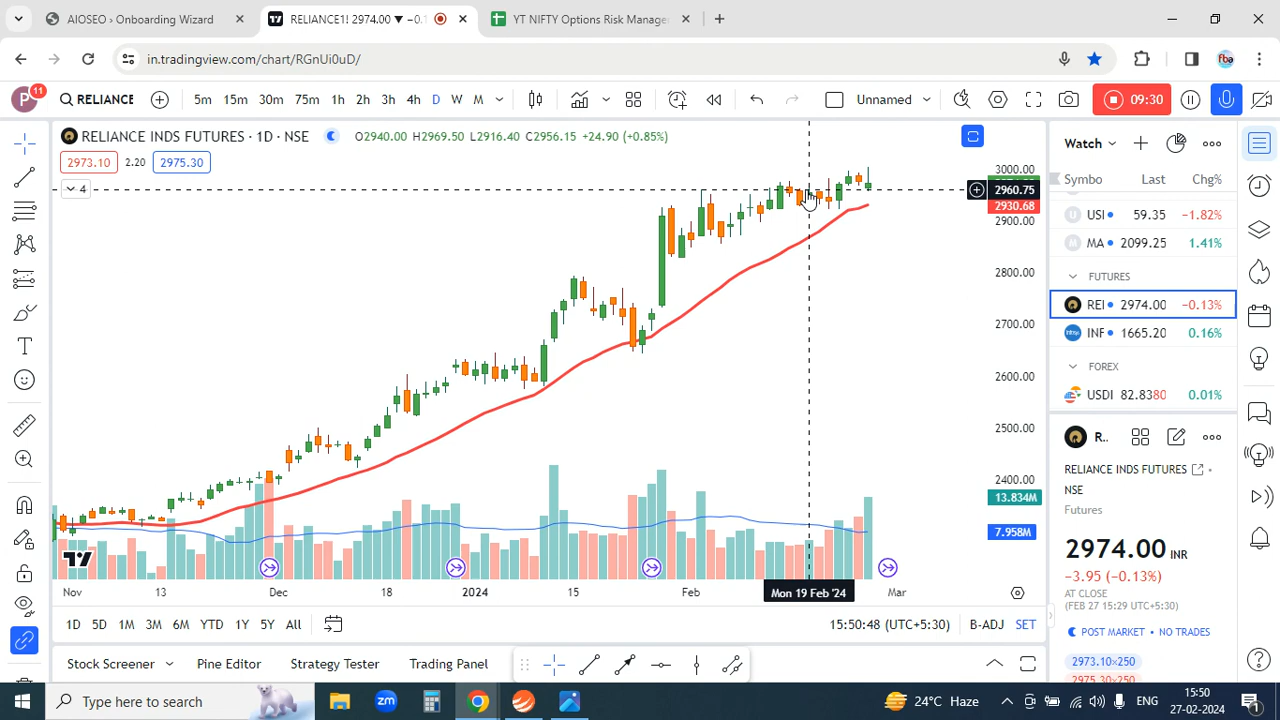 AIOSEO › Onboarding Wizard
RELIANCE1! 2974.00 ▼ −0.1
YT NIFTY Options Risk Manage
in.tradingview.com/chart/RGnUi0uD/
fba
P
11
RELIANCE
5m 15m 30m 75m 1h 2h 3h 4h D W M
Unnamed
09:30
RELIANCE INDS FUTURES · 1D · NSE
O2940.00 H2969.50 L2916.40 C2956.15 +24.90 (+0.85%)
2973.10 2.20 2975.30
4
3000.00
2960.75
2930.68
2900.00
2800.00
2700.00
2600.00
2500.00
2400.00
13.834M
7.958M
Nov 13 Dec 18 2024 15 Feb Mon 19 Feb '24 Mar
1D 5D 1M 3M 6M YTD 1Y 5Y All
15:50:48 (UTC+5:30) B-ADJ SET
Stock Screener Pine Editor Strategy Tester Trading Panel
Watch
Symbo Last Chg%
USI 59.35 −1.82%
MA 2099.25 1.41%
FUTURES
REI 2974.00 −0.13%
INF 1665.20 0.16%
FOREX
USDI 82.8380 0.01%
R..
RELIANCE INDS FUTURES
NSE
Futures
2974.00 INR
−3.95 (−0.13%)
AT CLOSE
(FEB 27 15:29 UTC+5:30)
POST MARKET • NO TRADES
2973.10×250
2975.30×250
Type here to search
zm
24°C Haze
ENG
15:50
27-02-2024
1